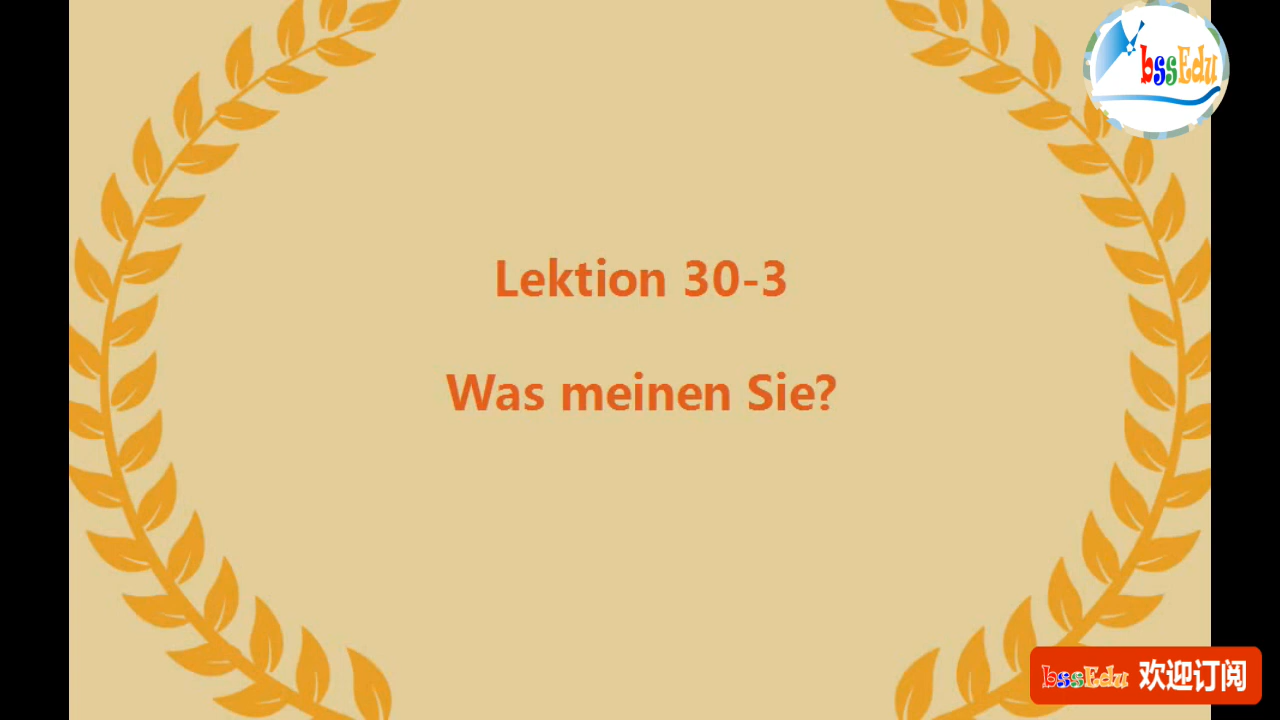 bssEdu
Lektion 30-3
Was meinen Sie?
bssEdu 欢迎订阅